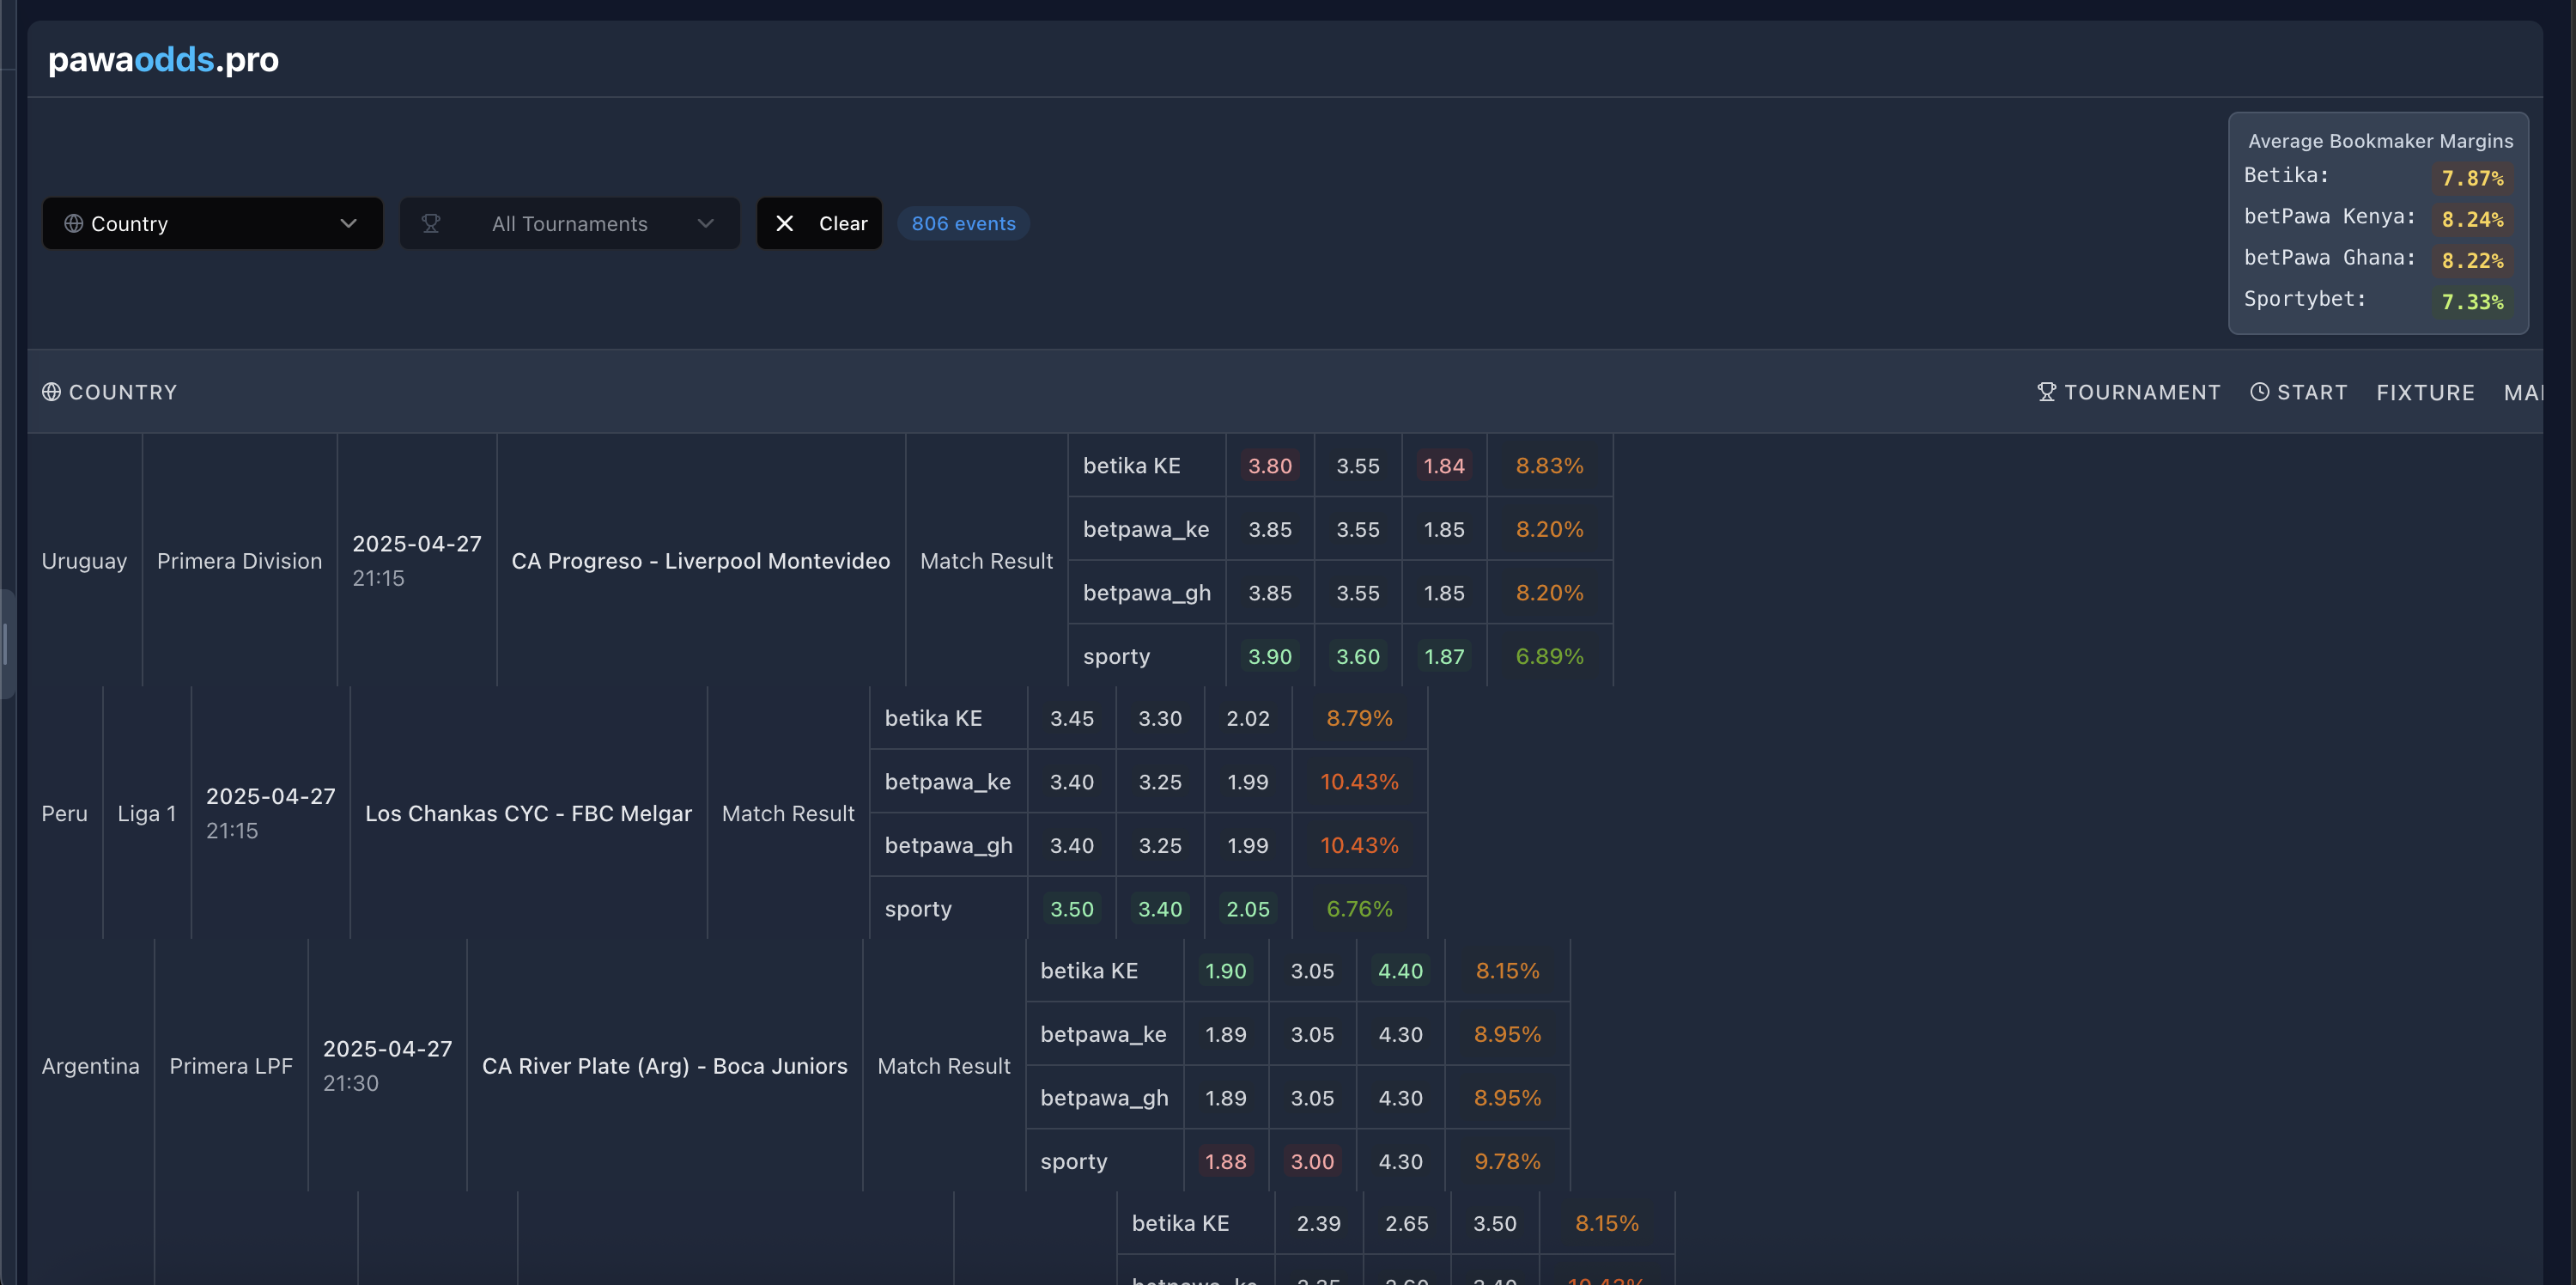 pawaodds.pro
Average Bookmaker Margins
Betika: 7.87%
betPawa Kenya: 8.24%
betPawa Ghana: 8.22%
Sportybet: 7.33%
Country All Tournaments Clear 806 events
COUNTRY TOURNAMENT START FIXTURE
Uruguay Primera Division 2025-04-27 21:15 CA Progreso - Liverpool Montevideo Match Result
betika KE 3.80 3.55 1.84 8.83%
betpawa_ke 3.85 3.55 1.85 8.20%
betpawa_gh 3.85 3.55 1.85 8.20%
sporty 3.90 3.60 1.87 6.89%
Peru Liga 1 2025-04-27 21:15 Los Chankas CYC - FBC Melgar Match Result
betika KE 3.45 3.30 2.02 8.79%
betpawa_ke 3.40 3.25 1.99 10.43%
betpawa_gh 3.40 3.25 1.99 10.43%
sporty 3.50 3.40 2.05 6.76%
Argentina Primera LPF 2025-04-27 21:30 CA River Plate (Arg) - Boca Juniors Match Result
betika KE 1.90 3.05 4.40 8.15%
betpawa_ke 1.89 3.05 4.30 8.95%
betpawa_gh 1.89 3.05 4.30 8.95%
sporty 1.88 3.00 4.30 9.78%
betika KE 2.39 2.65 3.50 8.15%